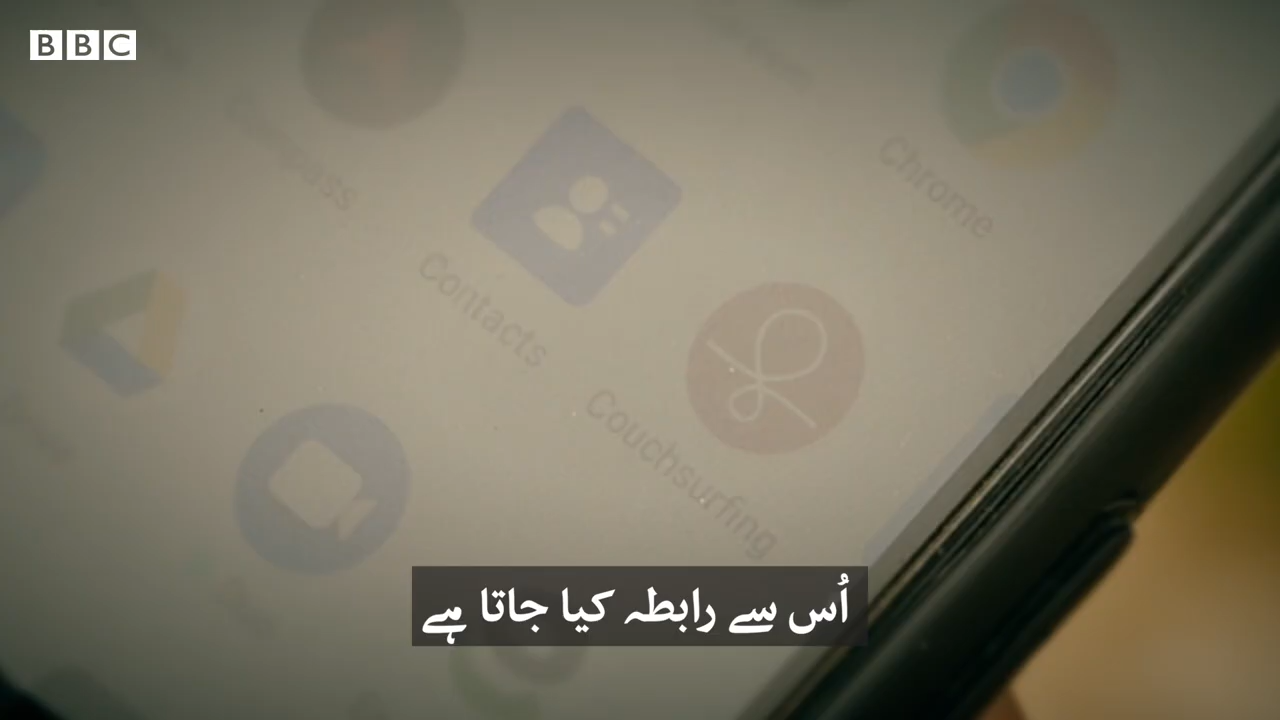 BBC
Chrome
Contacts
Couchsurfing
اُس سے رابطہ کیا جاتا ہے